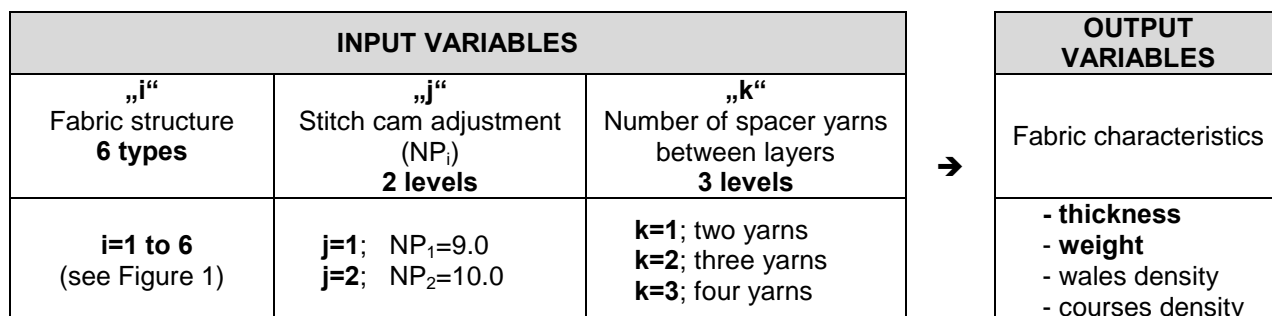 INPUT VARIABLES
„i“
Fabric structure
6 types
„j“
Stitch cam adjustment
(NPi)
2 levels
„k“
Number of spacer yarns
between layers
3 levels
i=1 to 6
(see Figure 1)
j=1; NP1=9.0
j=2; NP2=10.0
k=1; two yarns
k=2; three yarns
k=3; four yarns
➔
OUTPUT
VARIABLES
Fabric characteristics
- thickness
- weight
- wales density
- courses density